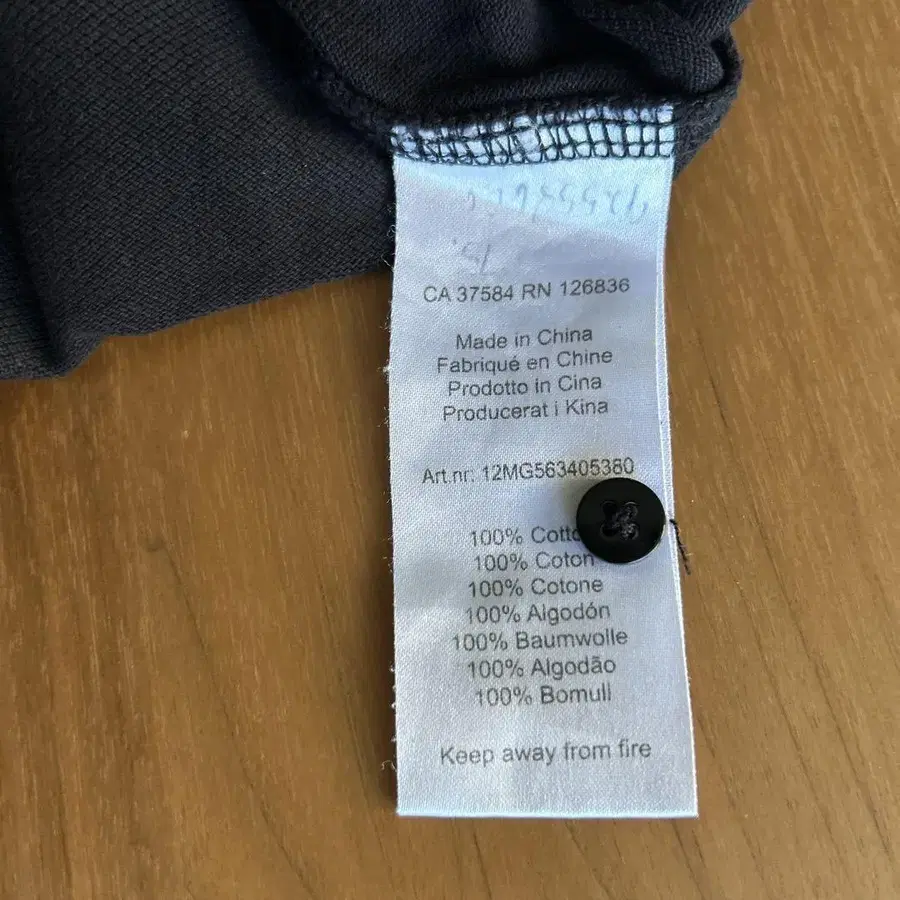 CA 37584 RN 126836
Made in China
Fabriqué en Chine
Prodotto in Cina
Producerat i Kina
Art.nr: 12MG563405380
100% Cotto
100% Coton
100% Cotone
100% Algodón
100% Baumwolle
100% Algodão
100% Bomull
Keep away from fire